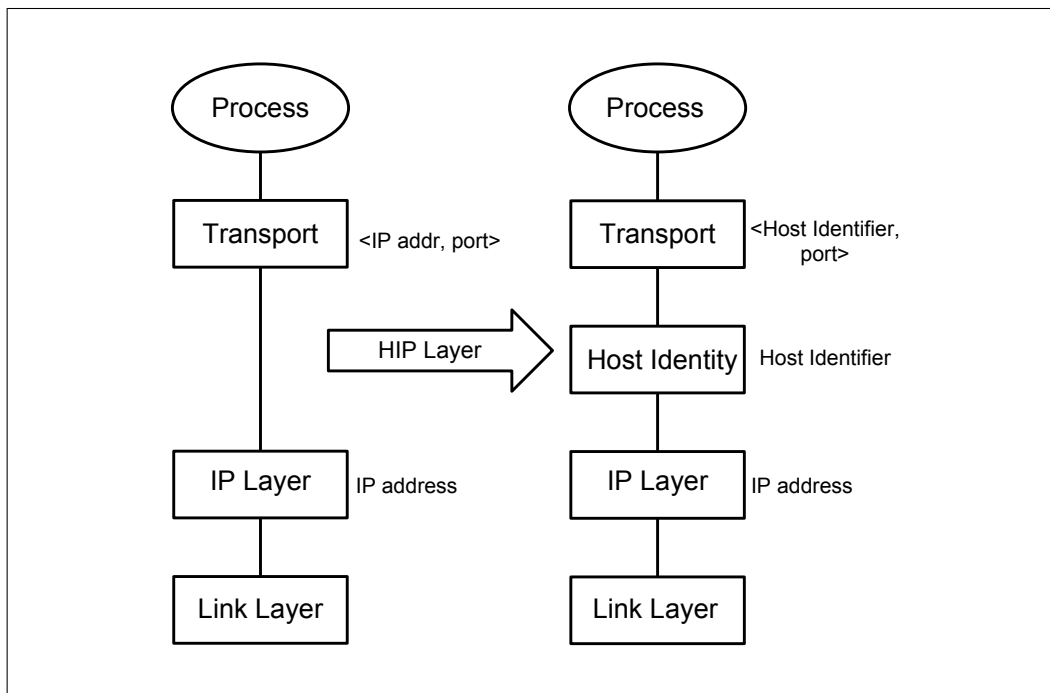 Process
Transport
<IP addr, port>
IP Layer
IP address
Link Layer
HIP Layer
Process
Transport
<Host Identifier,
port>
Host Identity
Host Identifier
IP Layer
IP address
Link Layer